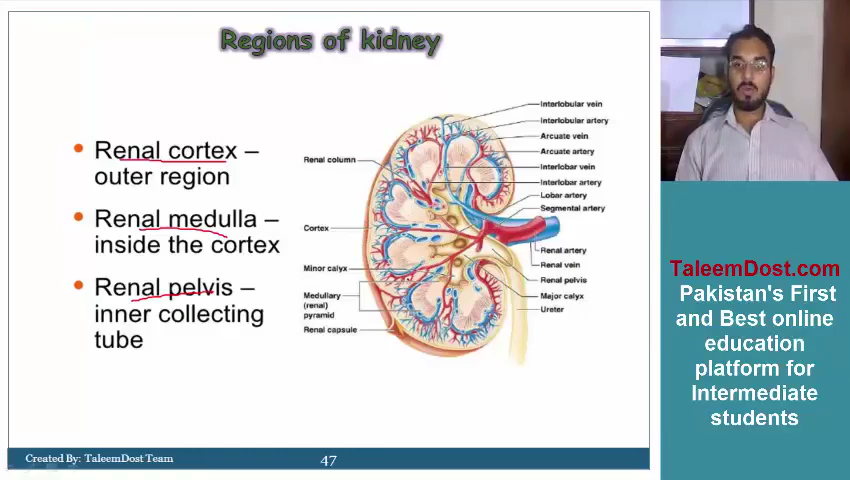 Regions of kidney
• Renal cortex –
outer region
• Renal medulla –
inside the cortex
• Renal pelvis –
inner collecting
tube
Renal column
Cortex
Minor calyx
Medullary
(renal)
pyramid
Renal capsule
Interlobular vein
Interlobular artery
Arcuate vein
Arcuate artery
Interlobar vein
Interlobar artery
Lobar artery
Segmental artery
Renal artery
Renal vein
Renal pelvis
Major calyx
Ureter
TaleemDost.com
Pakistan's First
and Best online
education
platform for
Intermediate
students
Created By: TaleemDost Team
47